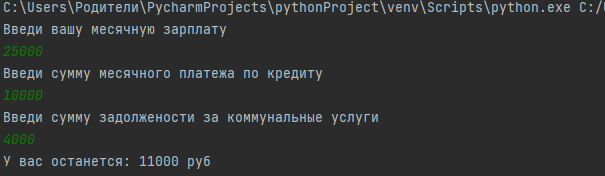 C:\Users\Родители\PycharmProjects\pythonProject\venv\Scripts\python.exe C:/
Введи вашу месячную зарплату
25000
Введи сумму месячного платежа по кредиту
10000
Введи сумму задолжености за коммунальные услуги
4000
У вас останется: 11000 руб